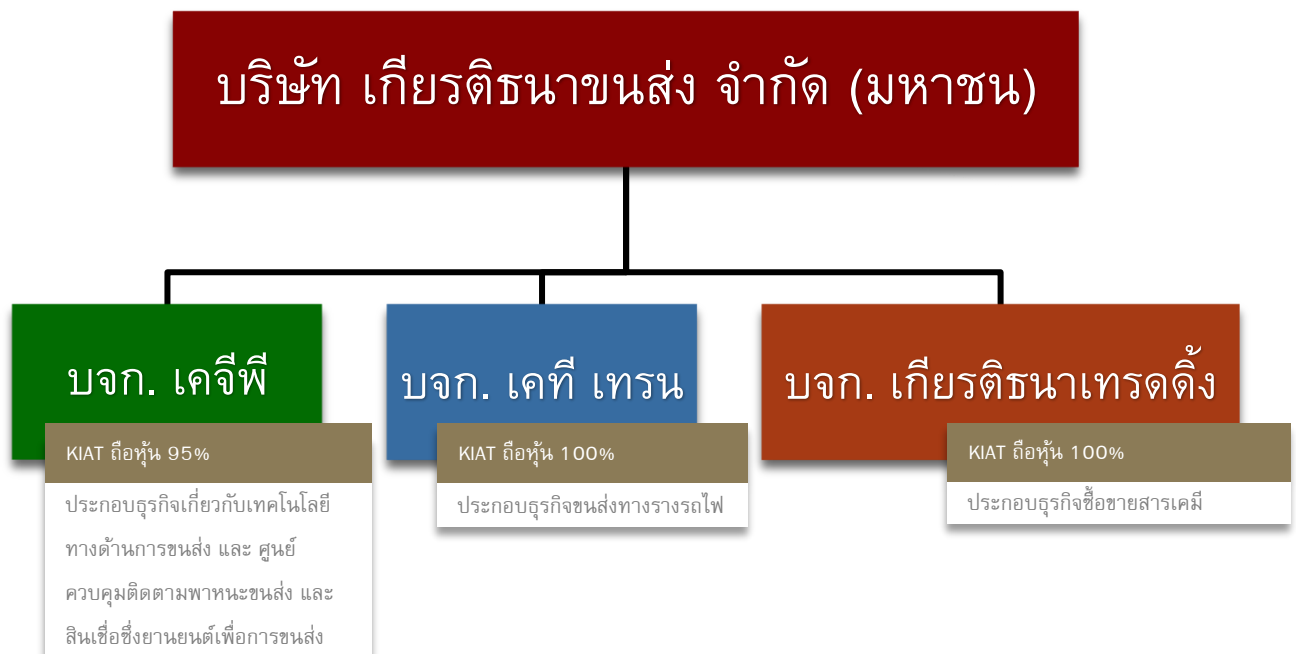 บริษัท เกียรติธนาขนส่ง จำกัด (มหาชน)
บจก. เคจีพี
KIAT ถือหุ้น 95%
ประกอบธุรกิจเกี่ยวกับเทคโนโลยี
ทางด้านการขนส่ง และ ศูนย์
ควบคุมติดตามพาหนะขนส่ง และ
สินเชื่อซึ่งยานยนต์เพื่อการขนส่ง
บจก. เคที เทรน
KIAT ถือหุ้น 100%
ประกอบธุรกิจขนส่งทางรางรถไฟ
บจก. เกียรติธนาเทรดดิ้ง
KIAT ถือหุ้น 100%
ประกอบธุรกิจซื้อขายสารเคมี